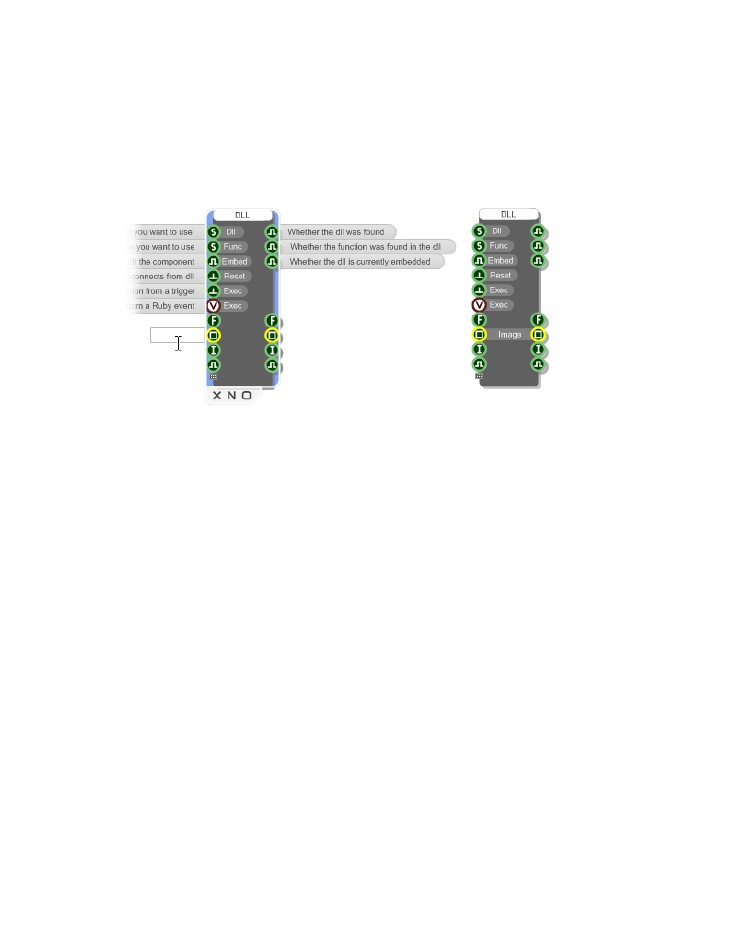 DLL
you want to use S Dll Whether the dll was found
you want to use S Func Whether the function was found in the dll
the component Embed Whether the dll is currently embedded
connects from dll Reset
from a trigger Exec
a Ruby event V Exec
F F
I I
X N O
DLL
S Dll
S Func
Embed
Reset
Exec
V Exec
F F
Image
I I